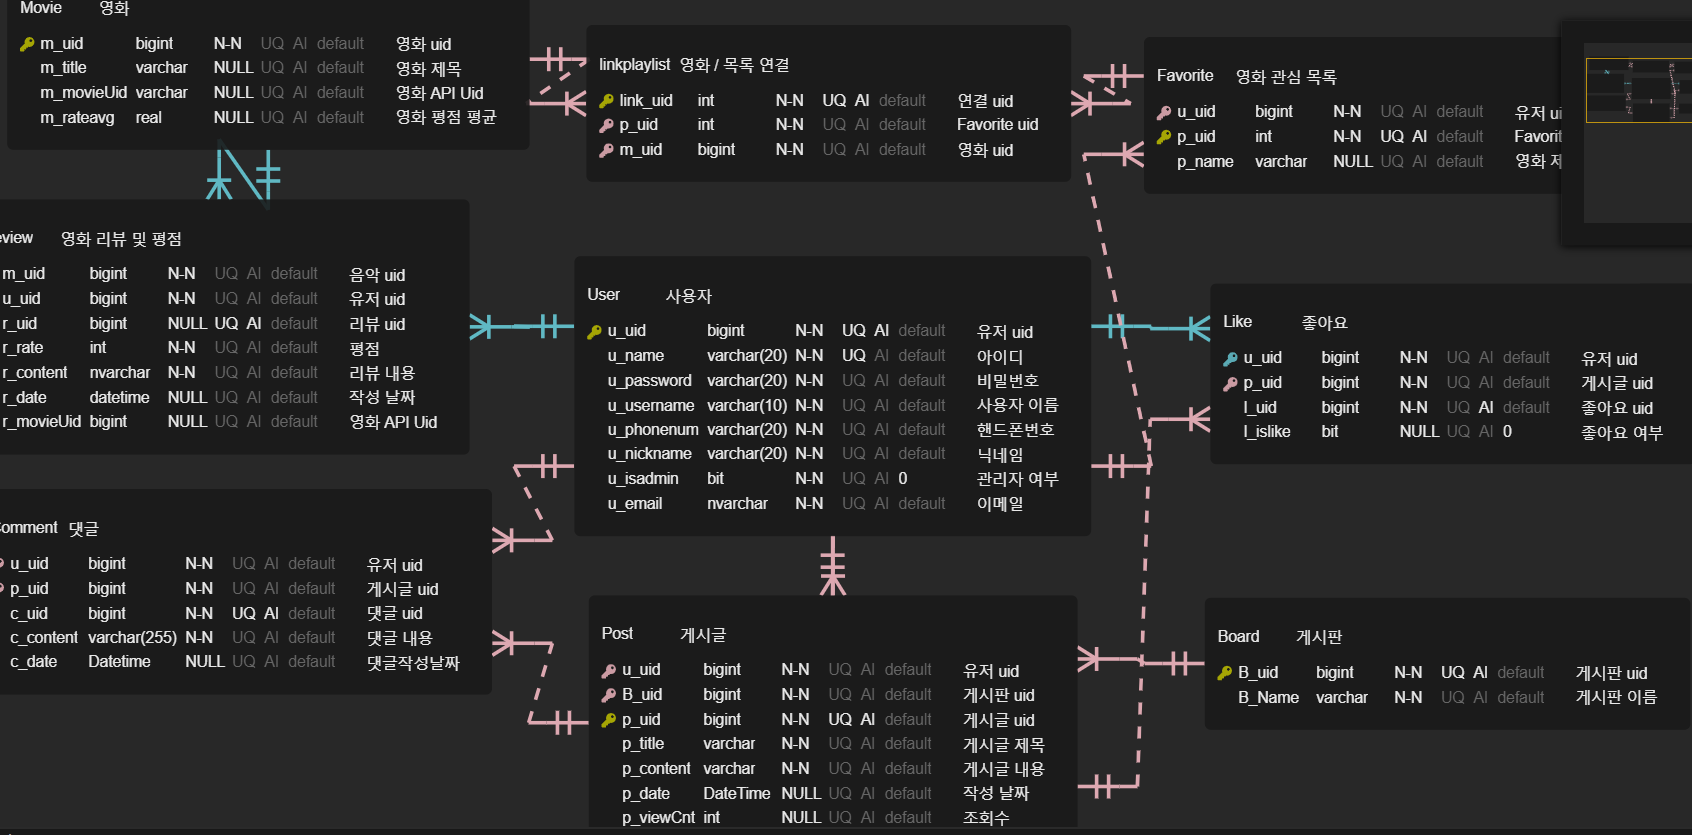 Movie 영화
m_uid bigint N-N UQ AI default 영화 uid
m_title varchar NULL UQ AI default 영화 제목
m_movieUid varchar NULL UQ AI default 영화 API Uid
m_rateavg real NULL UQ AI default 영화 평점 평균
linkplaylist 영화 / 목록 연결
link_uid int N-N UQ AI default 연결 uid
p_uid int N-N UQ AI default Favorite uid
m_uid bigint N-N UQ AI default 영화 uid
Favorite 영화 관심 목록
u_uid bigint N-N UQ AI default 유저 ui
p_uid int N-N UQ AI default Favorit
p_name varchar NULL UQ AI default 영화 제
eview 영화 리뷰 및 평점
m_uid bigint N-N UQ AI default 음악 uid
u_uid bigint N-N UQ AI default 유저 uid
r_uid bigint NULL UQ AI default 리뷰 uid
r_rate int N-N UQ AI default 평점
r_content nvarchar N-N UQ AI default 리뷰 내용
r_date datetime NULL UQ AI default 작성 날짜
r_movieUid bigint NULL UQ AI default 영화 API Uid
User 사용자
u_uid bigint N-N UQ AI default 유저 uid
u_name varchar(20) N-N UQ AI default 아이디
u_password varchar(20) N-N UQ AI default 비밀번호
u_username varchar(10) N-N UQ AI default 사용자 이름
u_phonenum varchar(20) N-N UQ AI default 핸드폰번호
u_nickname varchar(20) N-N UQ AI default 닉네임
u_isadmin bit N-N UQ AI 0 관리자 여부
u_email nvarchar N-N UQ AI default 이메일
Like 좋아요
u_uid bigint N-N UQ AI default 유저 uid
p_uid bigint N-N UQ AI default 게시글 uid
l_uid bigint N-N UQ AI default 좋아요 uid
l_islike bit NULL UQ AI 0 좋아요 여부
omment 댓글
u_uid bigint N-N UQ AI default 유저 uid
p_uid bigint N-N UQ AI default 게시글 uid
c_uid bigint N-N UQ AI default 댓글 uid
c_content varchar(255) N-N UQ AI default 댓글 내용
c_date Datetime NULL UQ AI default 댓글작성날짜
Post 게시글
u_uid bigint N-N UQ AI default 유저 uid
B_uid bigint N-N UQ AI default 게시판 uid
p_uid bigint N-N UQ AI default 게시글 uid
p_title varchar N-N UQ AI default 게시글 제목
p_content varchar N-N UQ AI default 게시글 내용
p_date DateTime NULL UQ AI default 작성 날짜
p_viewCnt int NULL UQ AI default 조회수
Board 게시판
B_uid bigint N-N UQ AI default 게시판 uid
B_Name varchar N-N UQ AI default 게시판 이름